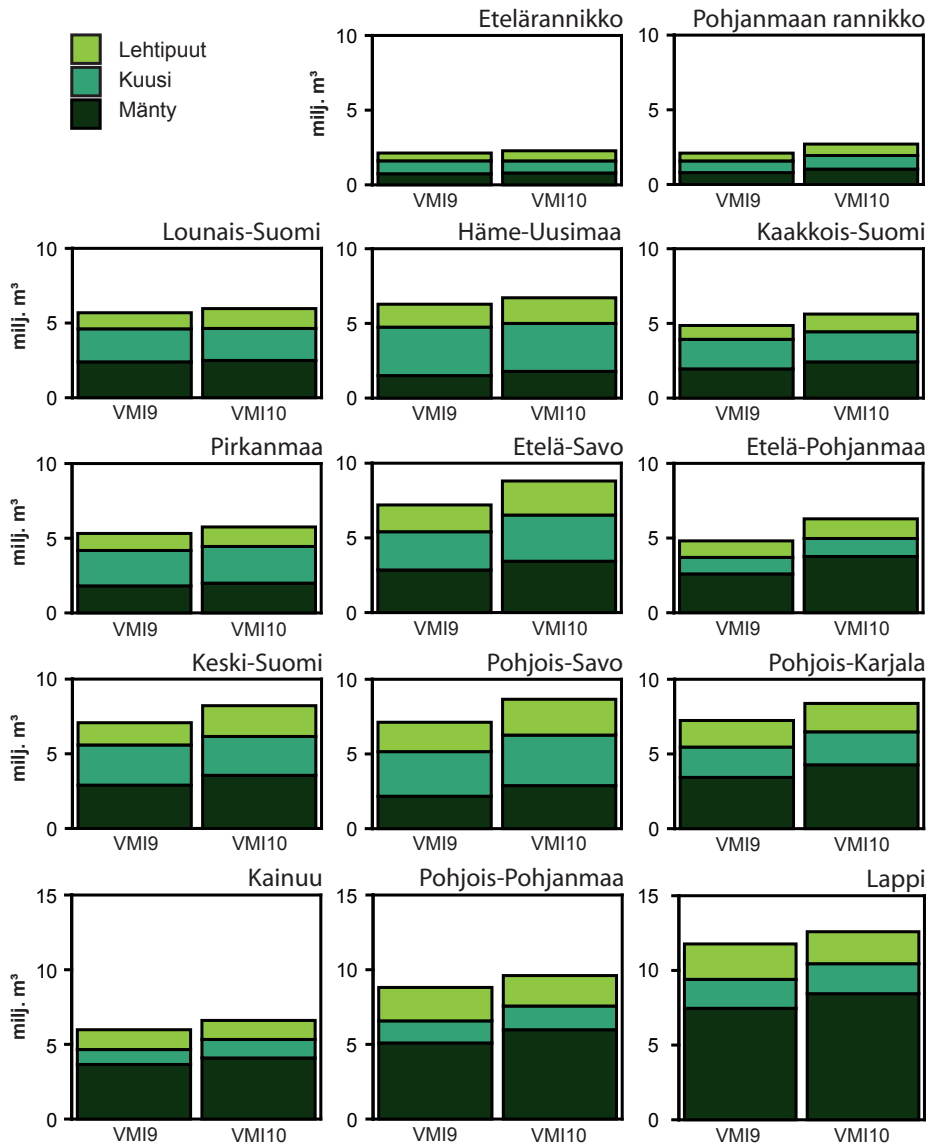 Lehtipuut
Kuusi
Mänty
Etelärannikko
milj. m³
10
5
0
VMI9 VMI10
Pohjanmaan rannikko
10
5
0
VMI9 VMI10
Lounais-Suomi
milj. m³
10
5
0
VMI9 VMI10
Häme-Uusimaa
10
5
0
VMI9 VMI10
Kaakkois-Suomi
10
5
0
VMI9 VMI10
Pirkanmaa
milj. m³
10
5
0
VMI9 VMI10
Etelä-Savo
10
5
0
VMI9 VMI10
Etelä-Pohjanmaa
10
5
0
VMI9 VMI10
Keski-Suomi
milj. m³
10
5
0
VMI9 VMI10
Pohjois-Savo
10
5
0
VMI9 VMI10
Pohjois-Karjala
10
5
0
VMI9 VMI10
Kainuu
milj. m³
15
10
5
0
VMI9 VMI10
Pohjois-Pohjanmaa
15
10
5
0
VMI9 VMI10
Lappi
15
10
5
0
VMI9 VMI10